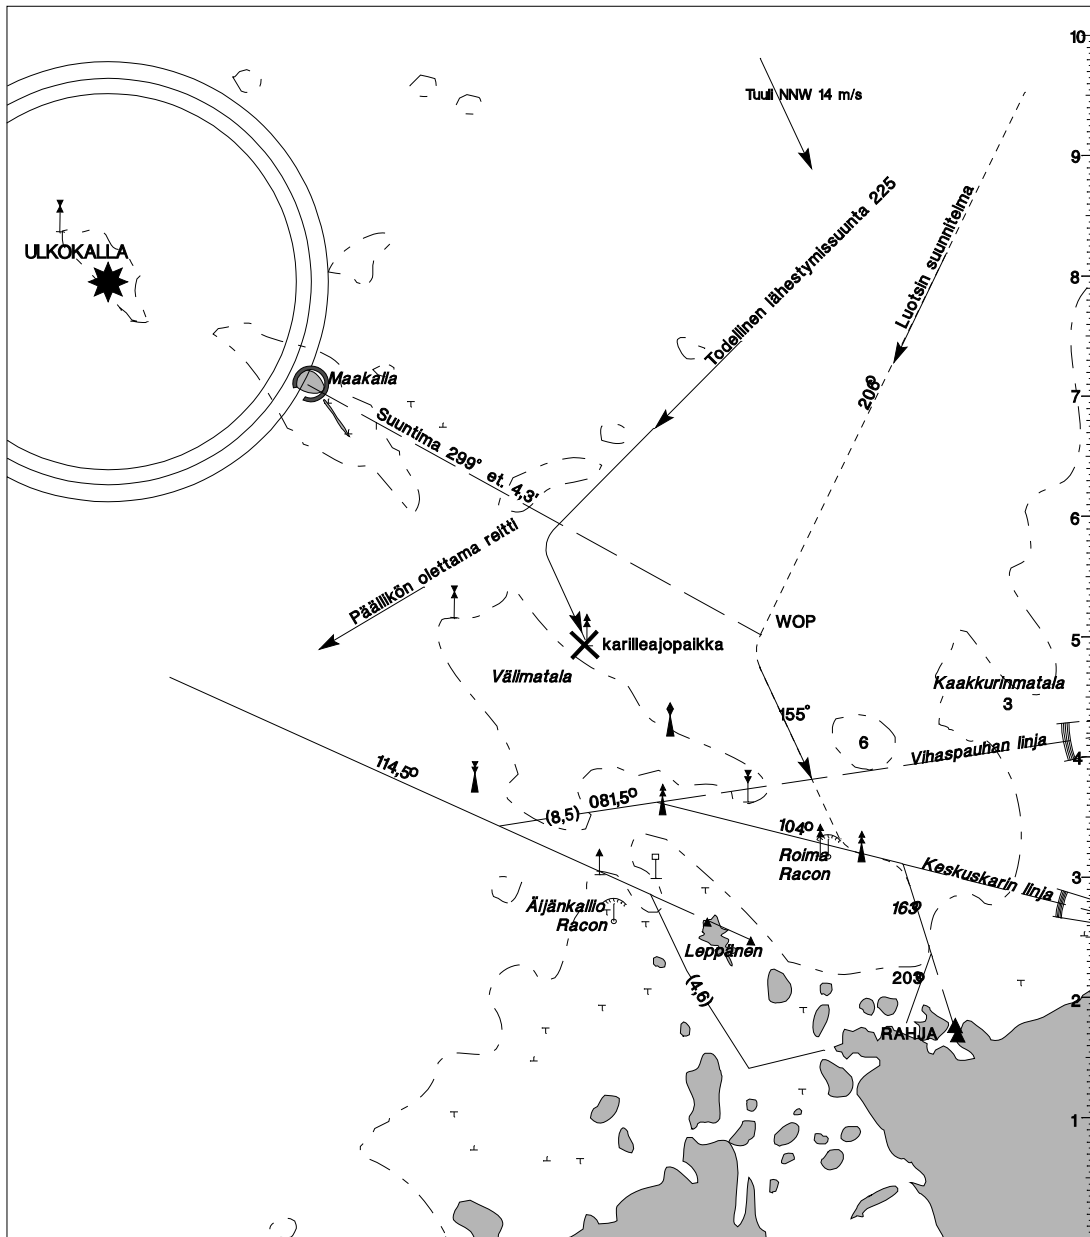 10
Tuuli NNW 14 m/s
9
Todellinen lähestymissuunta 225
Luotsin suunnitelma
ULKOKALLA
8
Maakalla
7
206°
Suuntima 299° et. 4,3'
6
Päällikön olettama reitti
WOP
5
karilleajopaikka
Välimatala
Kaakkurinmatala
3
155°
6
Vihaspauhan linja
4
114,5°
(8,5) 081,5°
104°
Roima
Racon
Keskuskarin linja
3
Äijänkallio
Racon
163°
Leppänen
203°
(4,6)
2
RAHJA
1